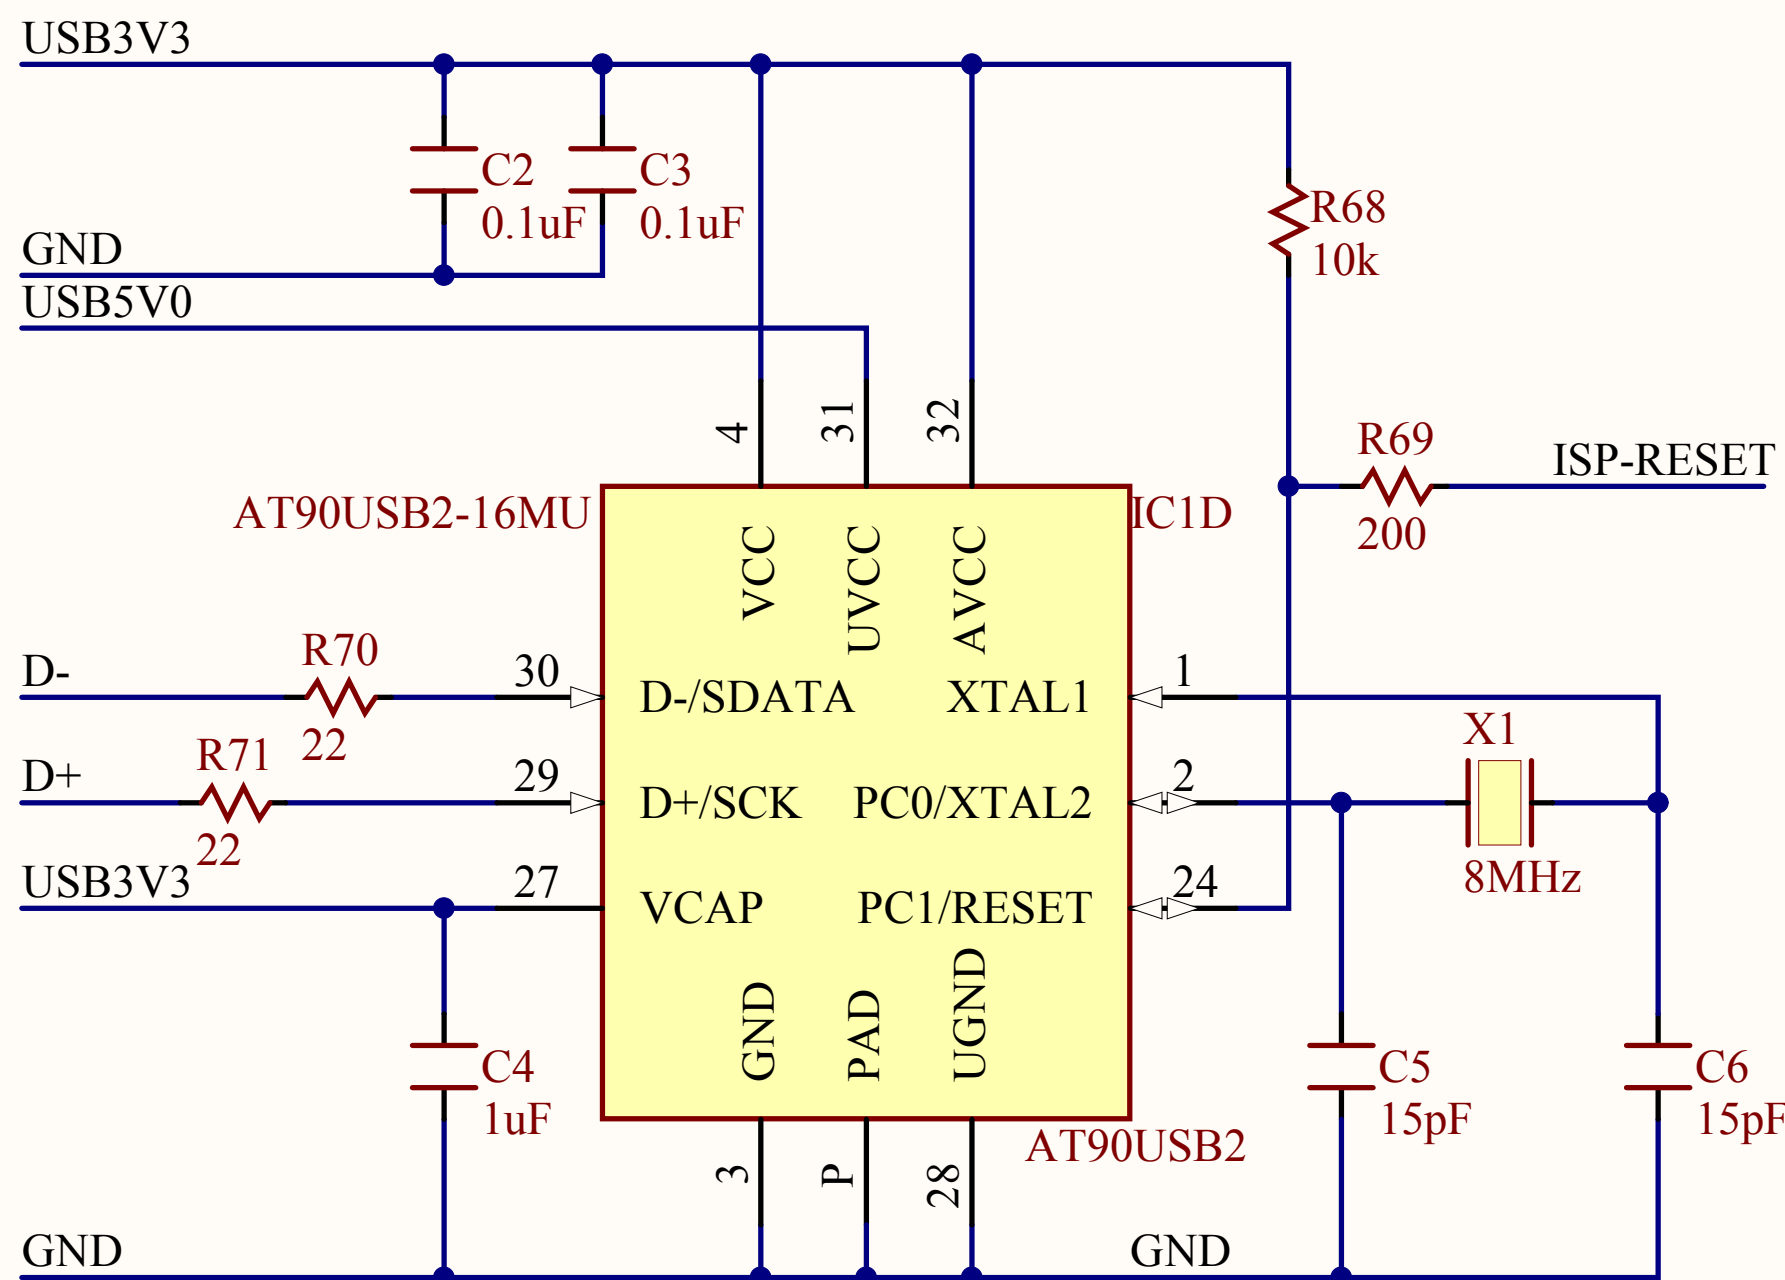 USB3V3
C2
0.1uF
C3
0.1uF
R68
10k
GND
USB5V0
4
31
32
R69
200
ISP-RESET
AT90USB2-16MU
IC1D
VCC
UVCC
AVCC
D-
R70
22
30
D-/SDATA
XTAL1
1
D+
R71
22
29
D+/SCK
PC0/XTAL2
2
X1
8MHz
USB3V3
27
VCAP
PC1/RESET
24
GND
PAD
UGND
C4
1uF
C5
15pF
C6
15pF
AT90USB2
3
P
28
GND
GND